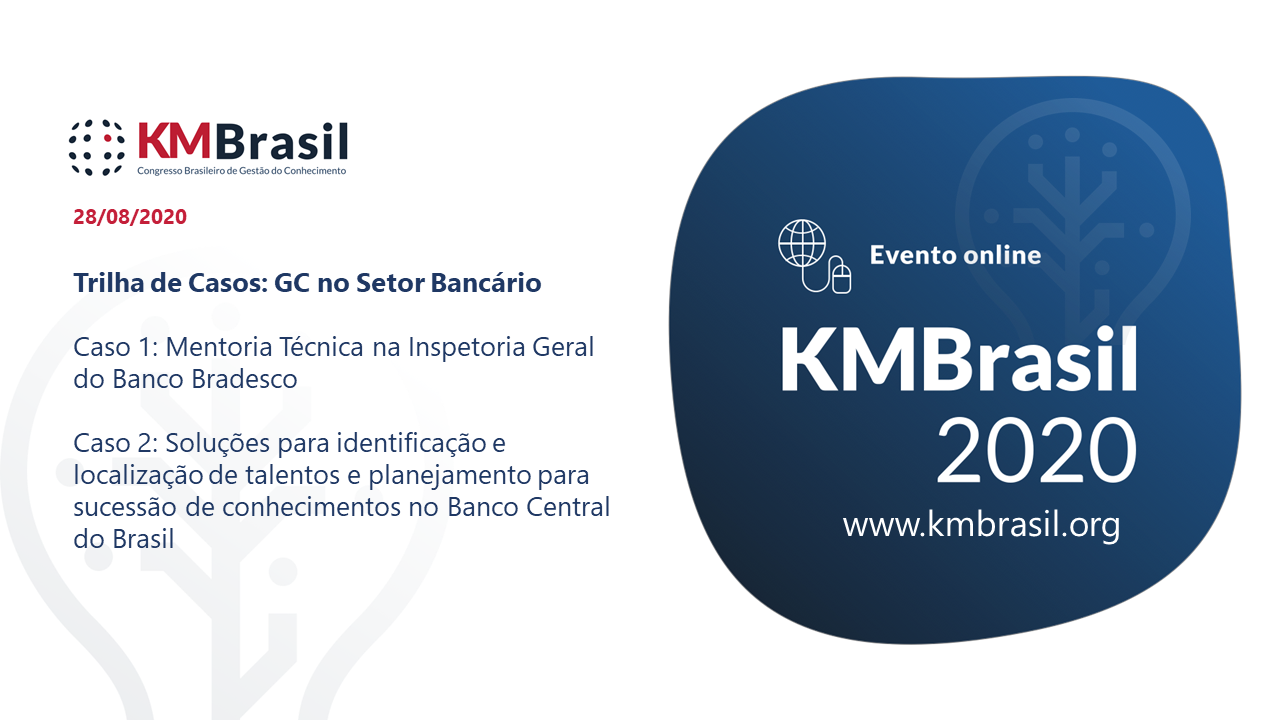 KMBrasil
Congresso Brasileiro de Gestão do Conhecimento
28/08/2020
Trilha de Casos: GC no Setor Bancário
Caso 1: Mentoria Técnica na Inspetoria Geral
do Banco Bradesco
Caso 2: Soluções para identificação e
localização de talentos e planejamento para
sucessão de conhecimentos no Banco Central
do Brasil
Evento online
KMBrasil
2020
www.kmbrasil.org